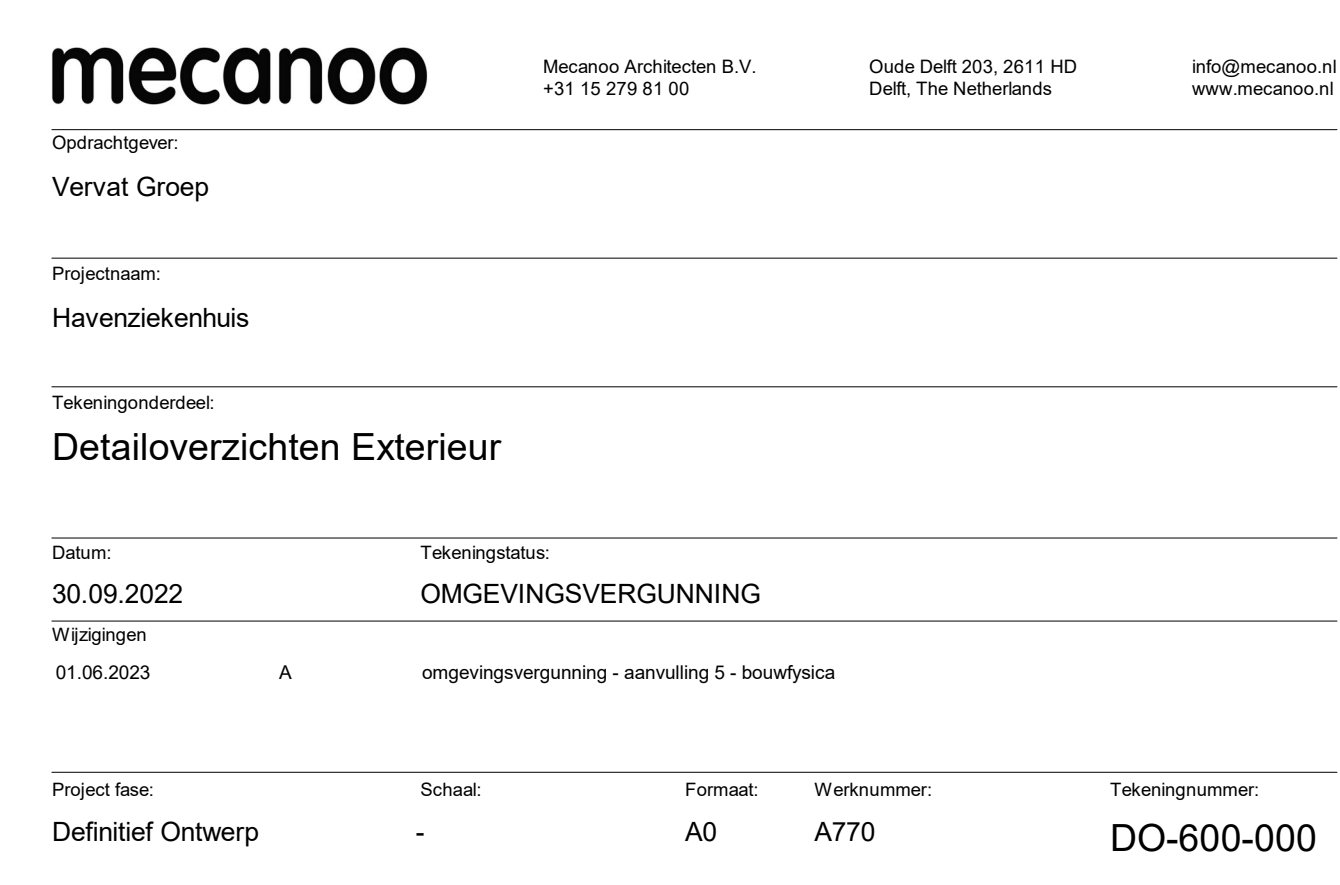 mecanoo
Mecanoo Architecten B.V. Oude Delft 203, 2611 HD info@mecanoo.nl
+31 15 279 81 00 Delft, The Netherlands www.mecanoo.nl
Opdrachtgever:
Vervat Groep
Projectnaam:
Havenziekenhuis
Tekeningonderdeel:
Detailoverzichten Exterieur
Datum: Tekeningstatus:
30.09.2022 OMGEVINGSVERGUNNING
Wijzigingen
01.06.2023 A omgevingsvergunning - aanvulling 5 - bouwfysica
Project fase: Schaal: Formaat: Werknummer: Tekeningnummer:
Definitief Ontwerp - A0 A770 DO-600-000